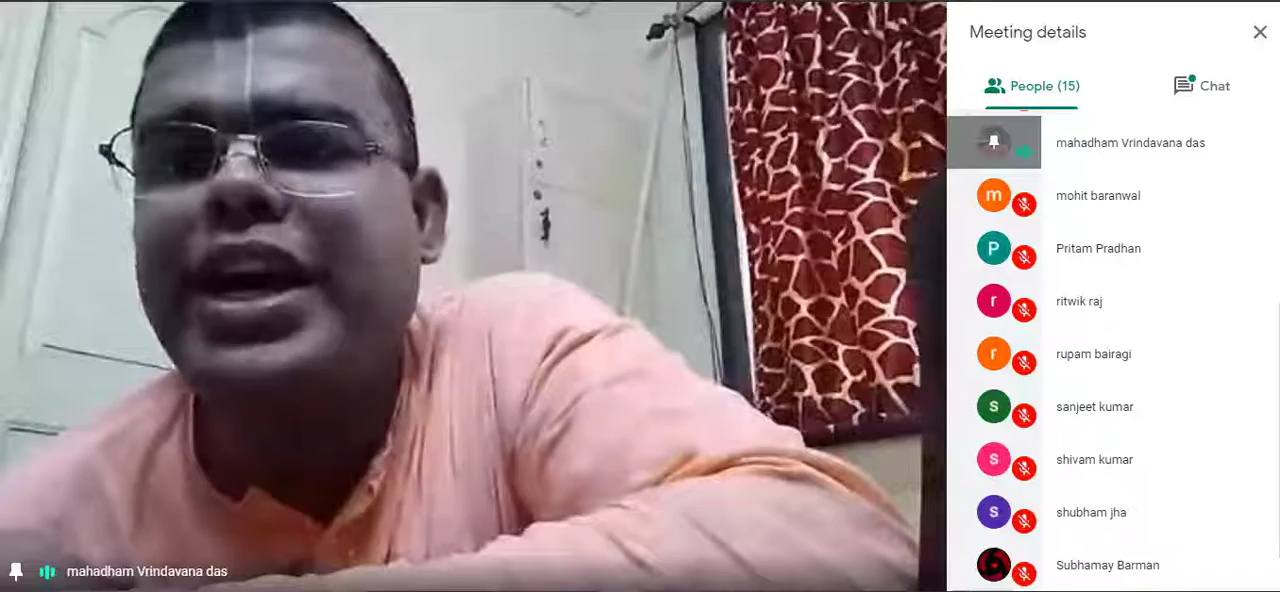 Meeting details
People (15)
Chat
mahadham Vrindavana das
m
mohit baranwal
P
Pritam Pradhan
r
ritwik raj
r
rupam bairagi
s
sanjeet kumar
s
shivam kumar
s
shubham jha
Subhamay Barman
mahadham Vrindavana das